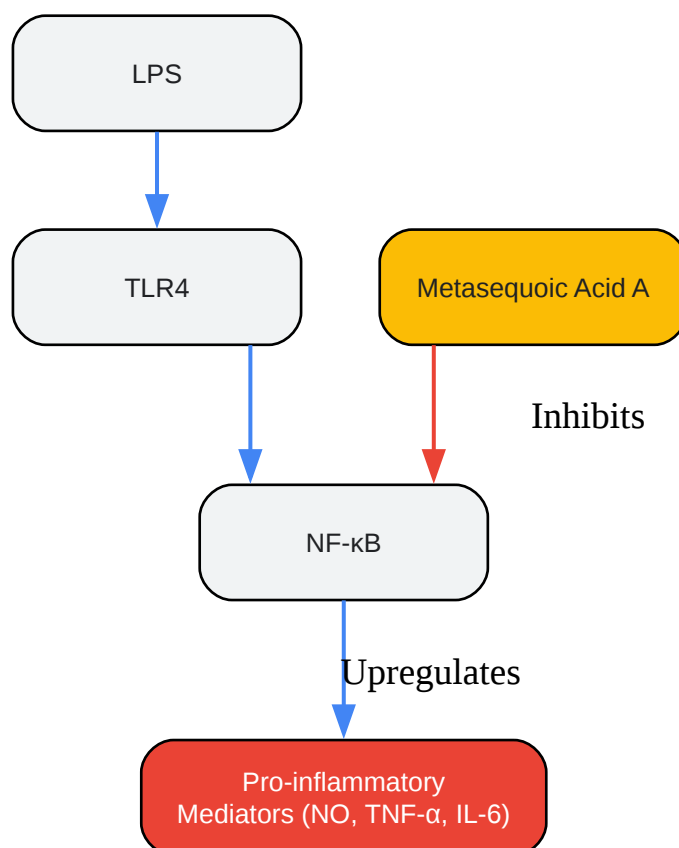 LPS
TLR4
Metasequoic Acid A
Inhibits
NF-κB
Upregulates
Pro-inflammatory
Mediators (NO, TNF-α, IL-6)